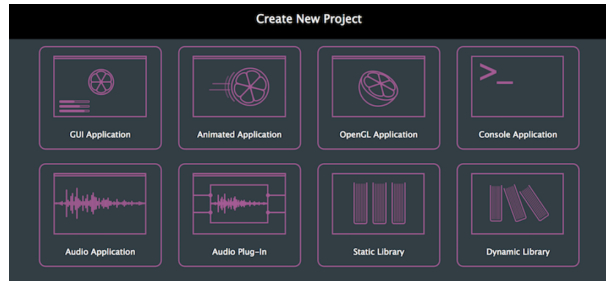 Create New Project
>_
GUI Application
Animated Application
OpenGL Application
Console Application
Audio Application
Audio Plug-In
Static Library
Dynamic Library